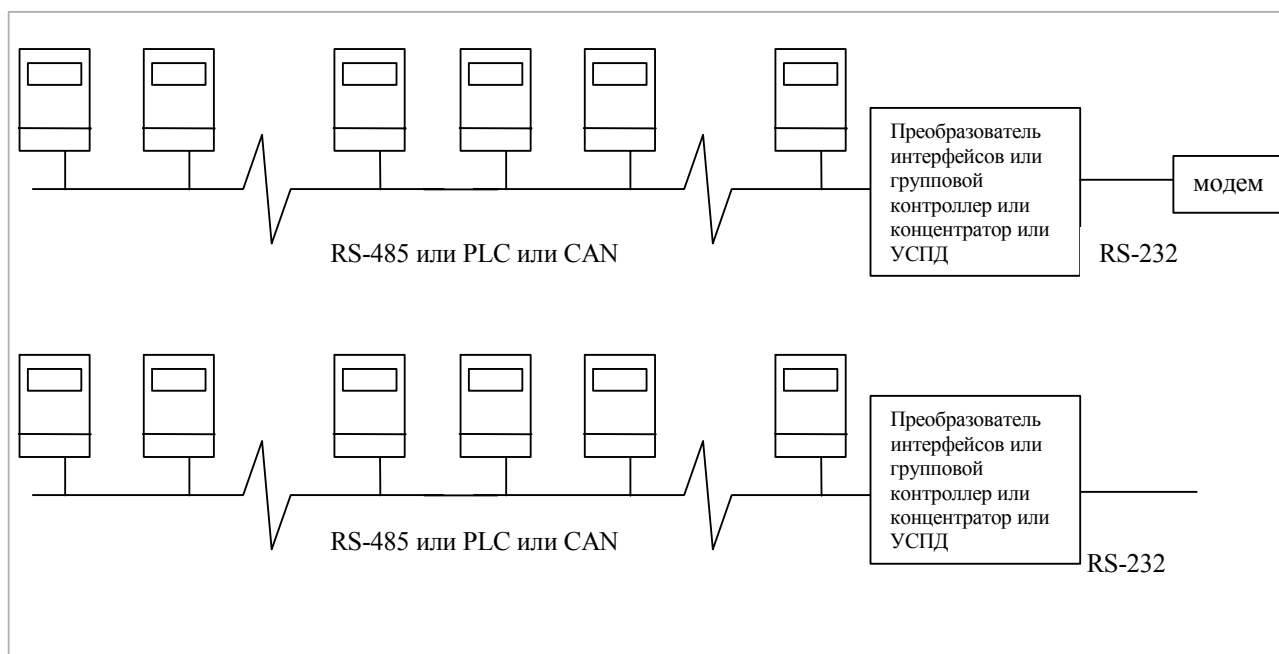 Преобразователь
интерфейсов или
групповой
контроллер или
концентратор или
УСПД
модем
RS-485 или PLC или CAN
RS-232
Преобразователь
интерфейсов или
групповой
контроллер или
концентратор или
УСПД
RS-485 или PLC или CAN
RS-232